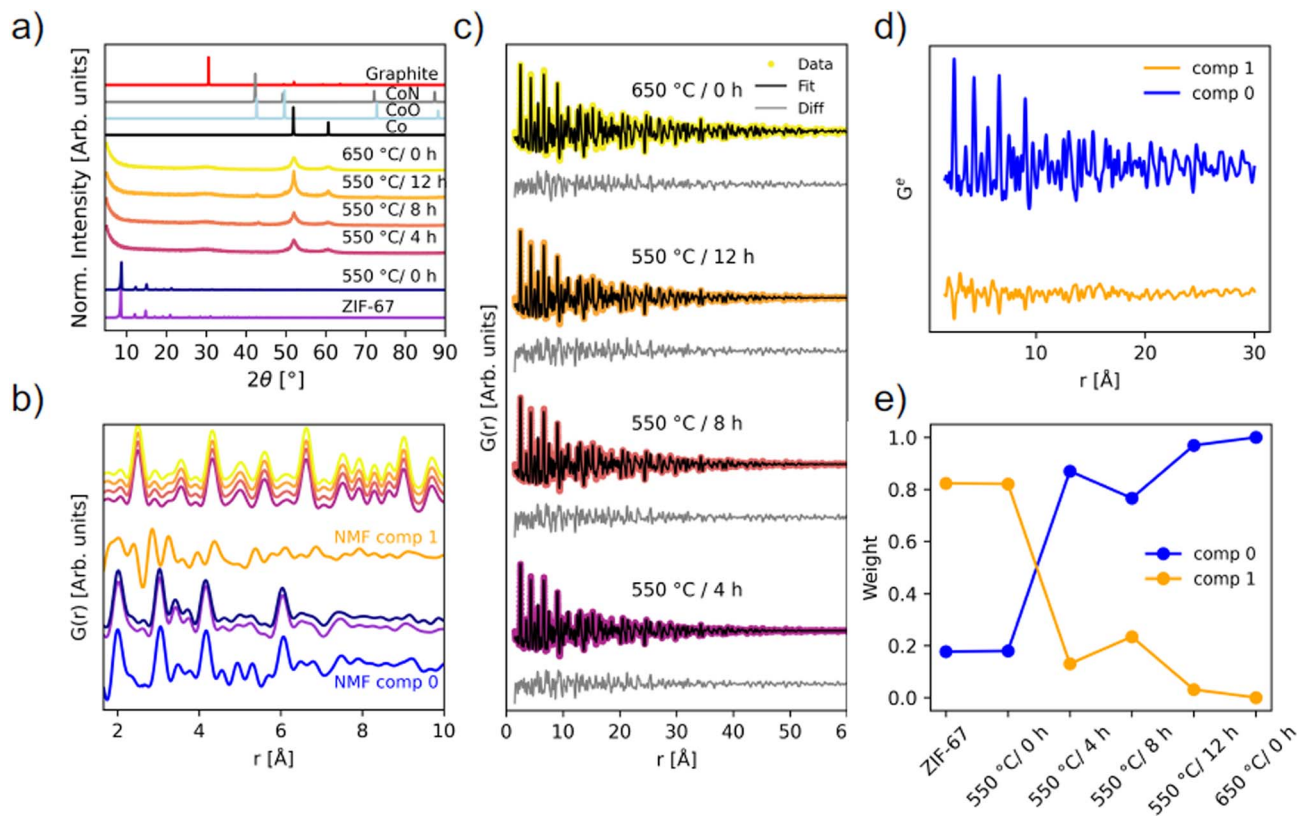 a)
Norm. Intensity [Arb. units]
Graphite
CoN
CoO
Co
650 °C/ 0 h
550 °C/ 12 h
550 °C/ 8 h
550 °C/ 4 h
550 °C/ 0 h
ZIF-67
10 20 30 40 50 60 70 80 90
2θ [°]
b)
G(r) [Arb. units]
NMF comp 1
NMF comp 0
2 4 6 8 10
r [Å]
c)
G(r) [Arb. units]
Data
Fit
Diff
650 °C / 0 h
550 °C / 12 h
550 °C / 8 h
550 °C / 4 h
0 10 20 30 40 50 60
r [Å]
d)
Gᵉ
comp 1
comp 0
10 20 30
r [Å]
e)
Weight
1.0
0.8
0.6
0.4
0.2
0.0
comp 0
comp 1
ZIF-67
550 °C/ 0 h
550 °C/ 4 h
550 °C/ 8 h
550 °C/ 12 h
650 °C/ 0 h